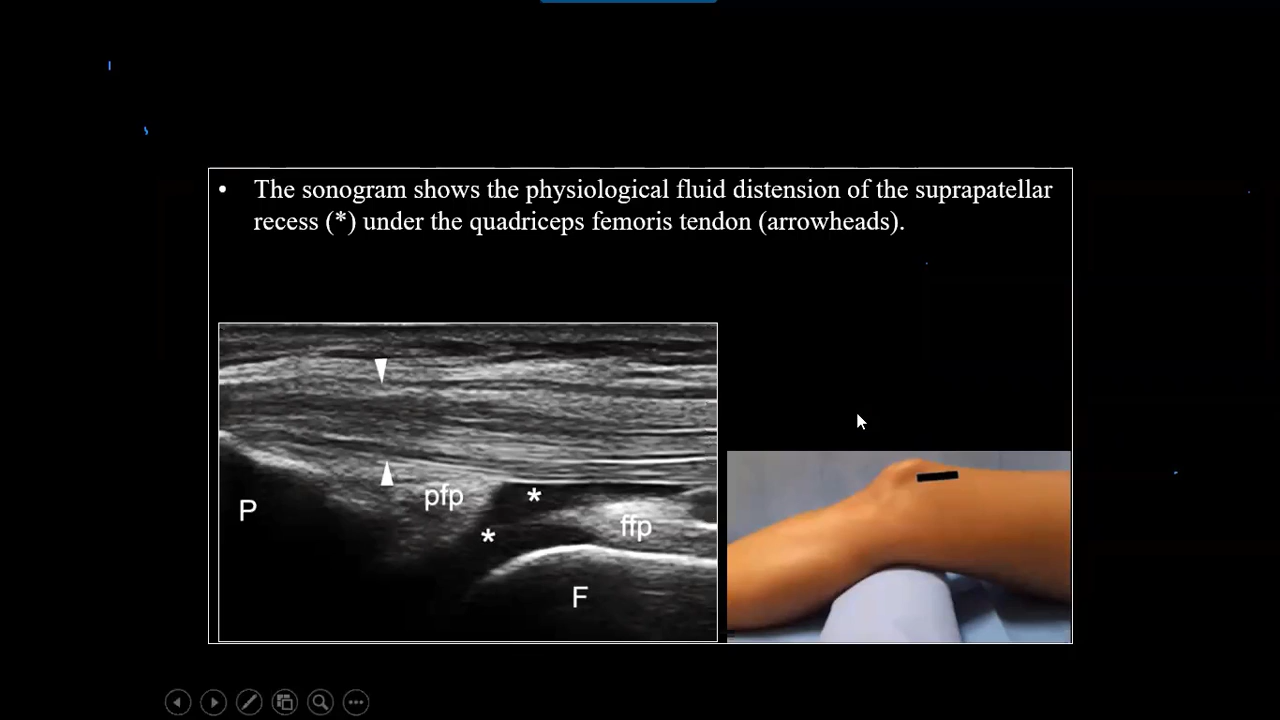 • The sonogram shows the physiological fluid distension of the suprapatellar
recess (*) under the quadriceps femoris tendon (arrowheads).
pfp
*
P
ffp
*
F